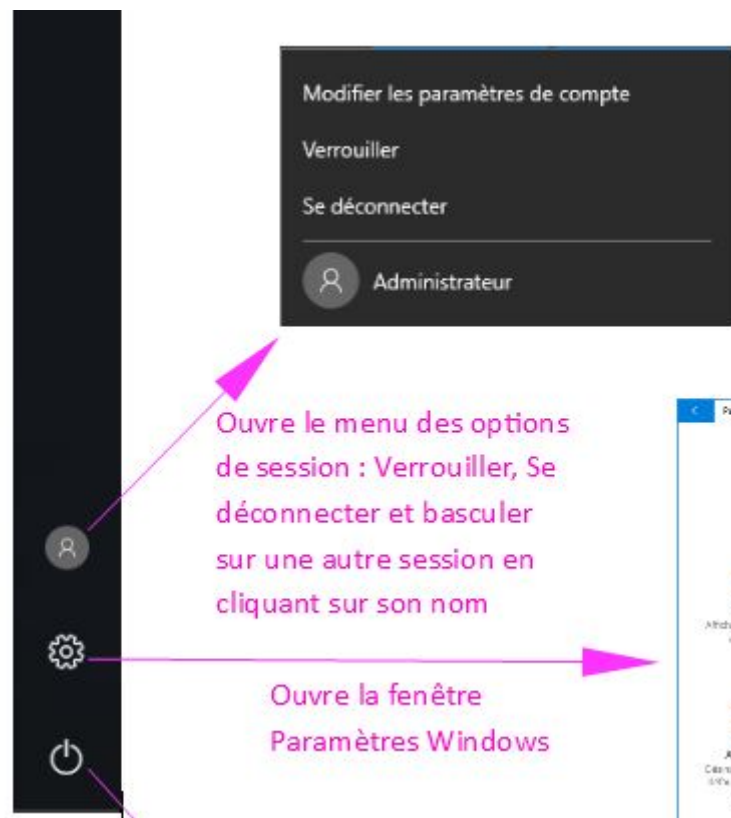 Modifier les paramètres de compte
Verrouiller
Se déconnecter
Administrateur
Ouvre le menu des options
de session : Verrouiller, Se
déconnecter et basculer
sur une autre session en
cliquant sur son nom
Ouvre la fenêtre
Paramètres Windows